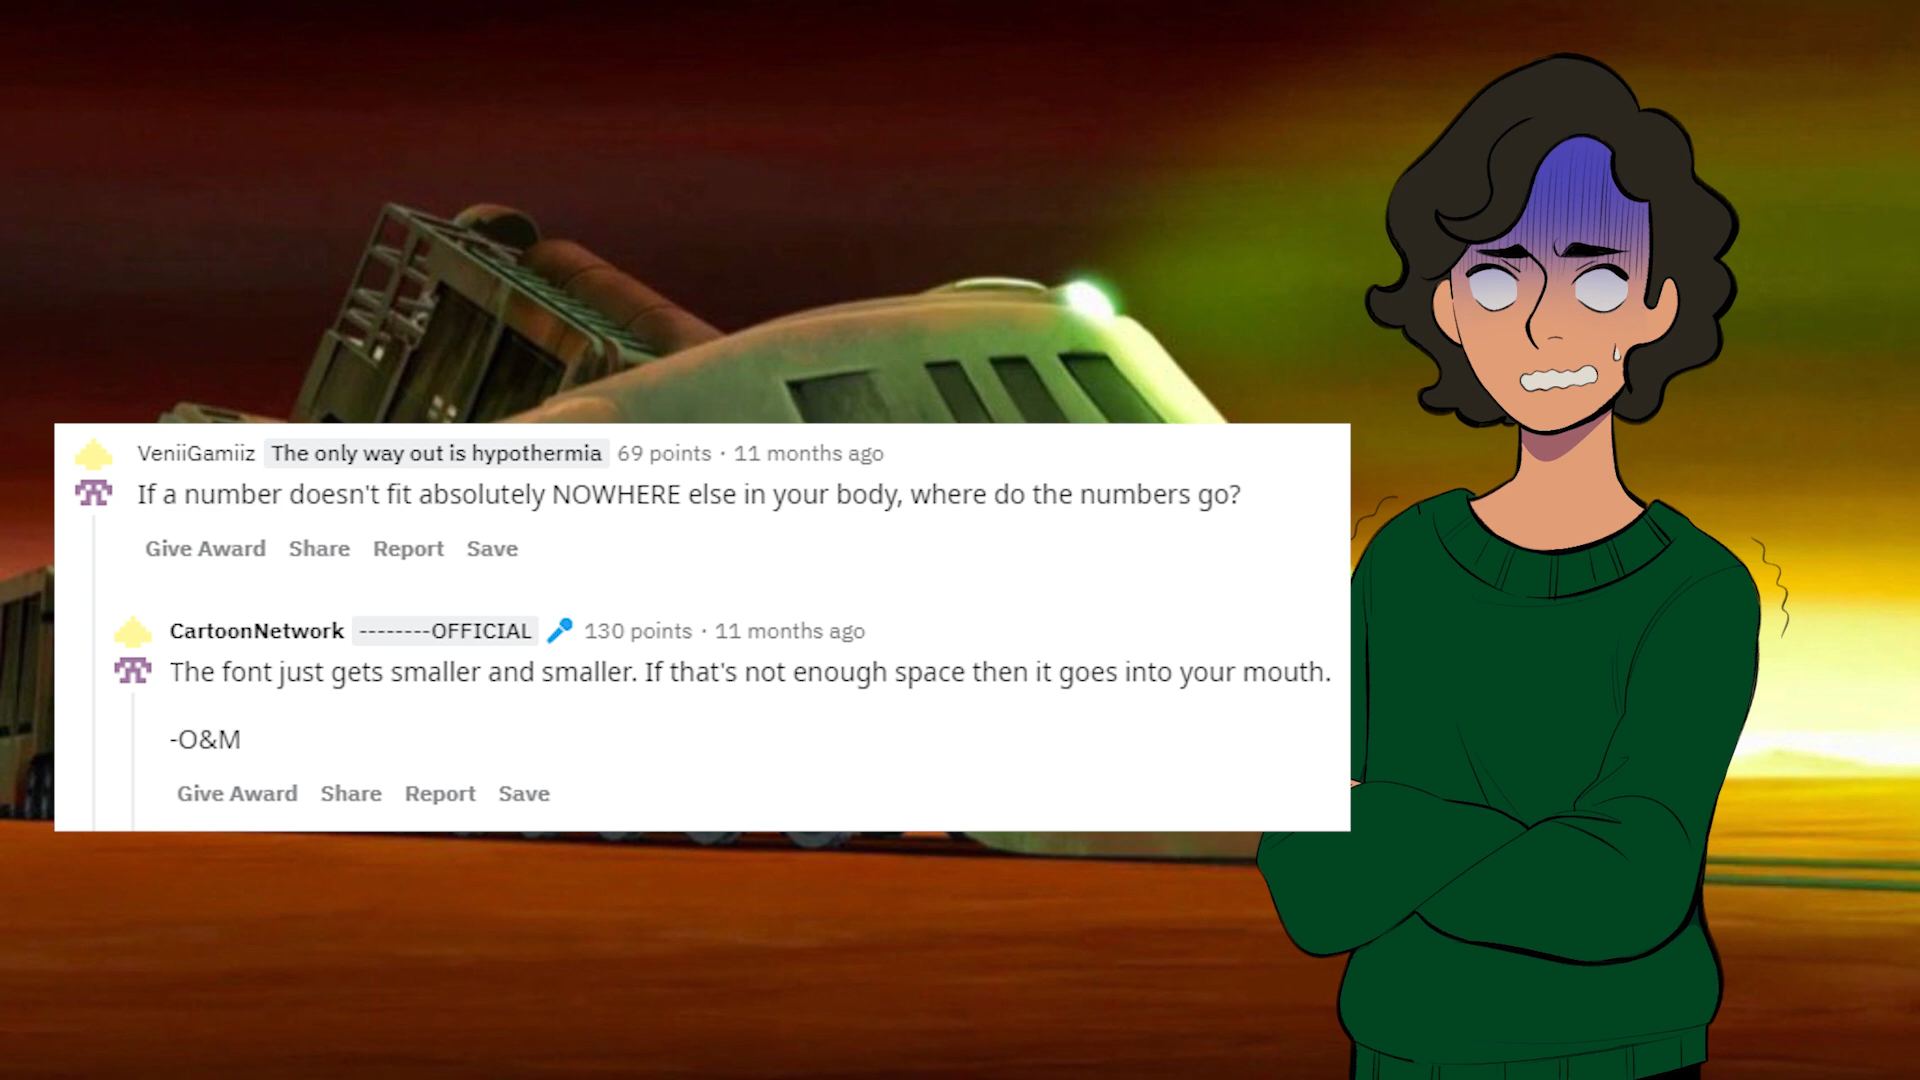 VeniiGamiiz The only way out is hypothermia 69 points · 11 months ago
If a number doesn't fit absolutely NOWHERE else in your body, where do the numbers go?
Give Award Share Report Save
CartoonNetwork --------OFFICIAL 130 points · 11 months ago
The font just gets smaller and smaller. If that's not enough space then it goes into your mouth.
-O&M
Give Award Share Report Save